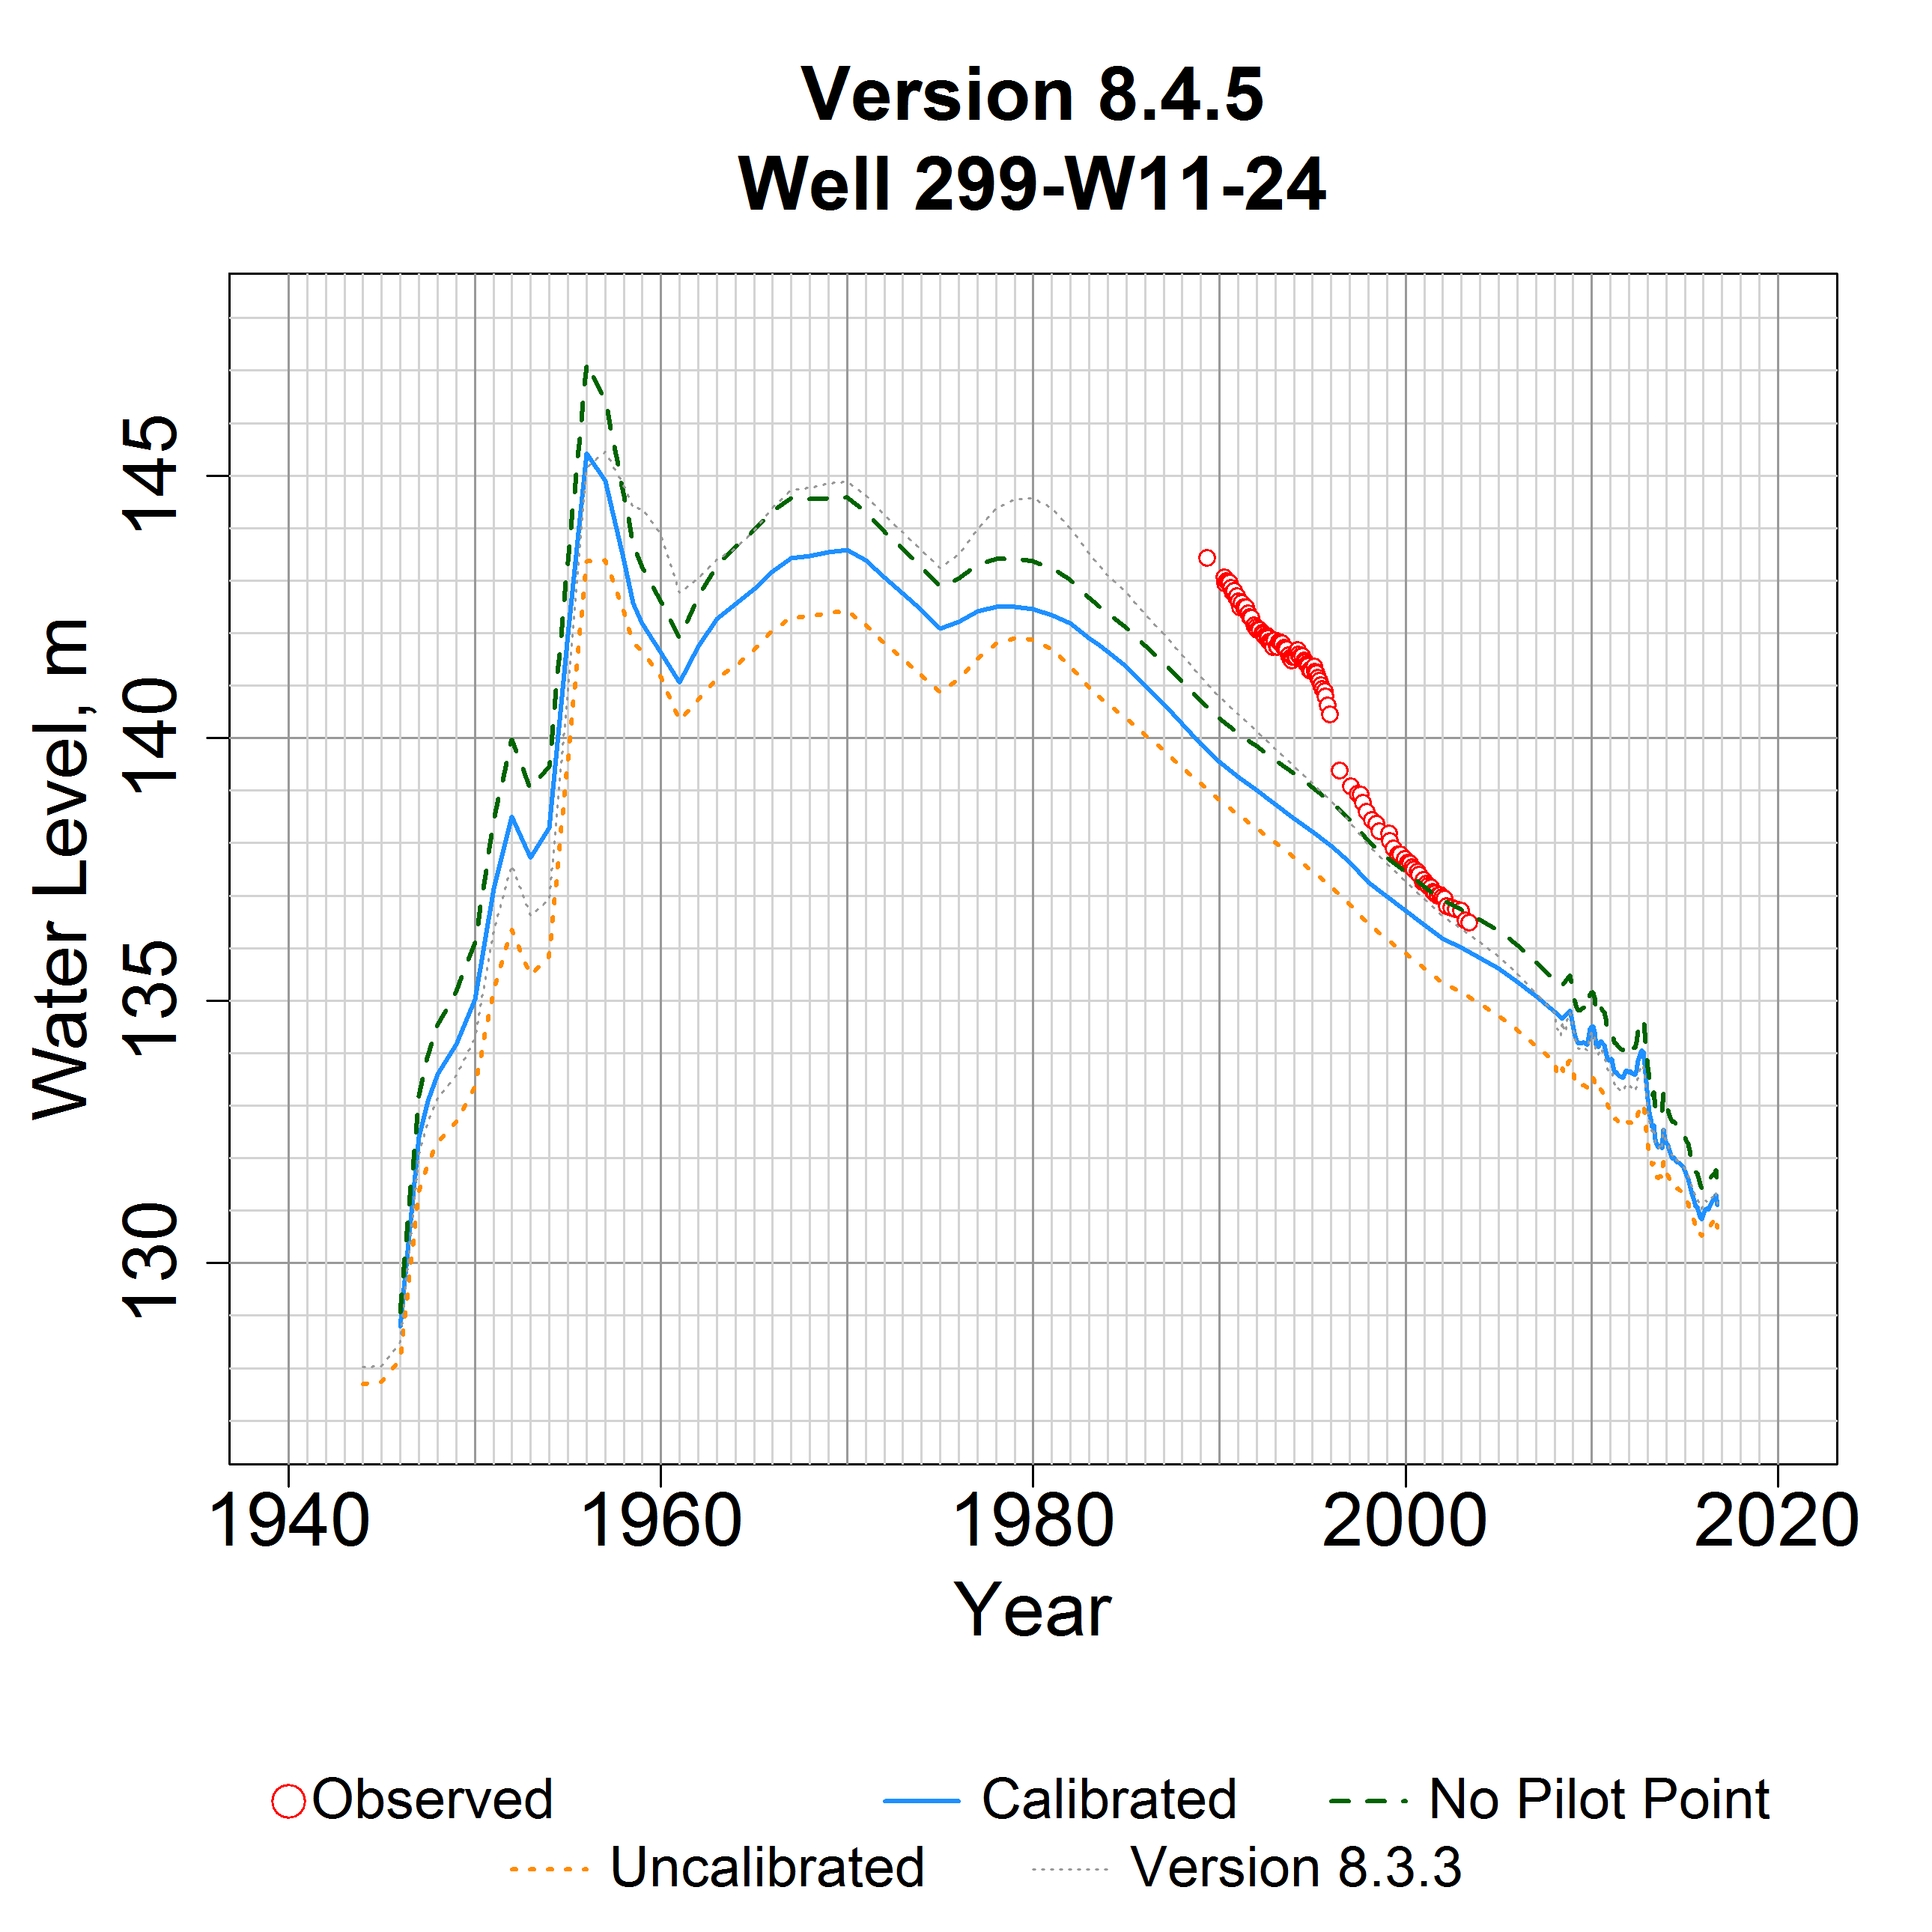 Version 8.4.5
Well 299-W11-24
Water Level, m
145
140
135
130
1940 1960 1980 2000 2020
Year
Observed Calibrated No Pilot Point
Uncalibrated Version 8.3.3